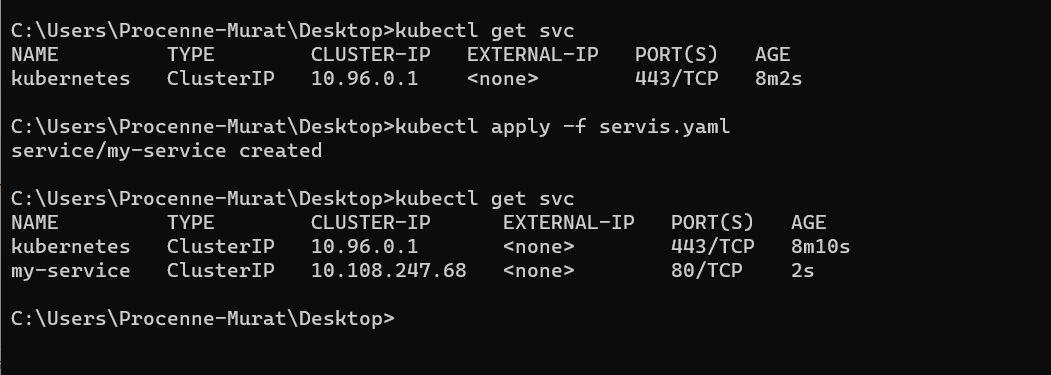 C:\Users\Procenne-Murat\Desktop>kubectl get svc
NAME         TYPE        CLUSTER-IP   EXTERNAL-IP   PORT(S)   AGE
kubernetes   ClusterIP   10.96.0.1    <none>        443/TCP   8m2s
C:\Users\Procenne-Murat\Desktop>kubectl apply -f servis.yaml
service/my-service created
C:\Users\Procenne-Murat\Desktop>kubectl get svc
NAME         TYPE        CLUSTER-IP      EXTERNAL-IP   PORT(S)   AGE
kubernetes   ClusterIP   10.96.0.1       <none>        443/TCP   8m10s
my-service   ClusterIP   10.108.247.68   <none>        80/TCP    2s
C:\Users\Procenne-Murat\Desktop>